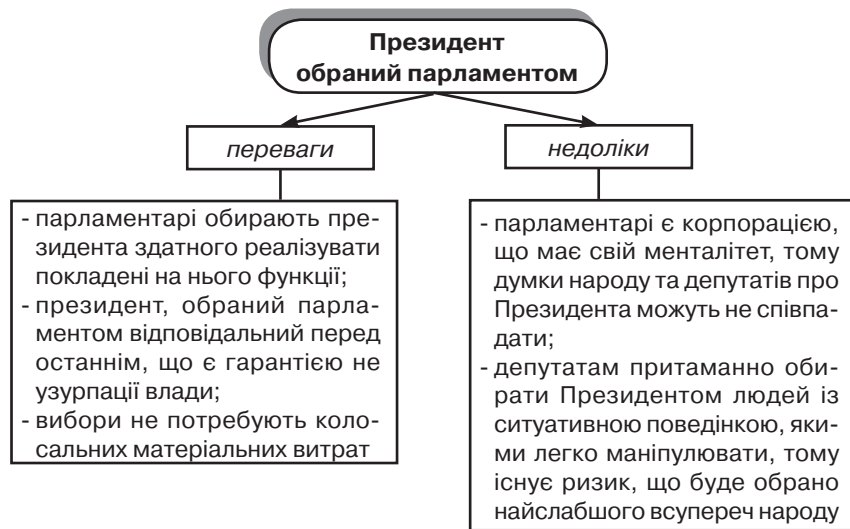 Президент
обраний парламентом
переваги
недоліки
- парламентарі обирають пре-
зидента здатного реалізувати
покладені на нього функції;
- президент, обраний парла-
ментом відповідальний перед
останнім, що є гарантією не
узурпації влади;
- вибори не потребують коло-
сальних матеріальних витрат
- парламентарі є корпорацією,
що має свій менталітет, тому
думки народу та депутатів про
Президента можуть не співпа-
дати;
- депутатам притаманно оби-
рати Президентом людей із
ситуативною поведінкою, яки-
ми легко маніпулювати, тому
існує ризик, що буде обрано
найслабшого всупереч народу